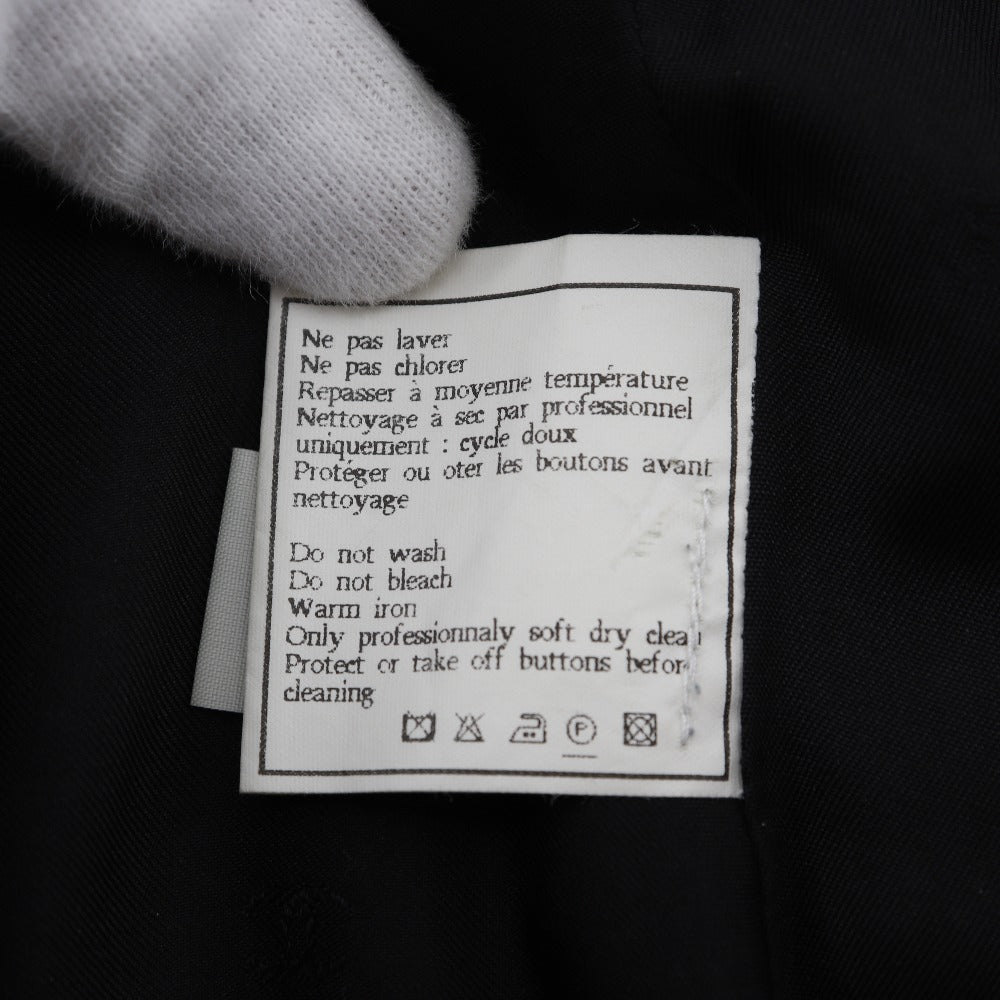 Ne pas laver
Ne pas chlorer
Repasser à moyenne température
Nettoyage à sec par professionnel
uniquement : cycle doux
Protéger ou oter les boutons avant
nettoyage
Do not wash
Do not bleach
Warm iron
Only professionnaly soft dry clea
Protect or take off buttons befor
cleaning
P